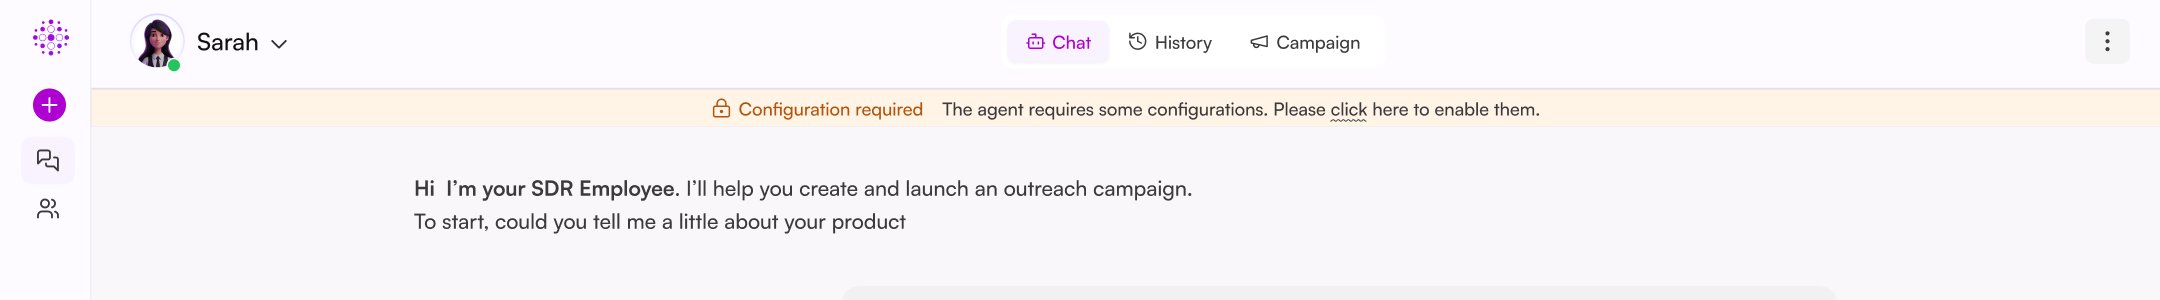 Sarah
Chat
History
Campaign
Configuration required The agent requires some configurations. Please click here to enable them.
Hi I'm your SDR Employee. I'll help you create and launch an outreach campaign.
To start, could you tell me a little about your product